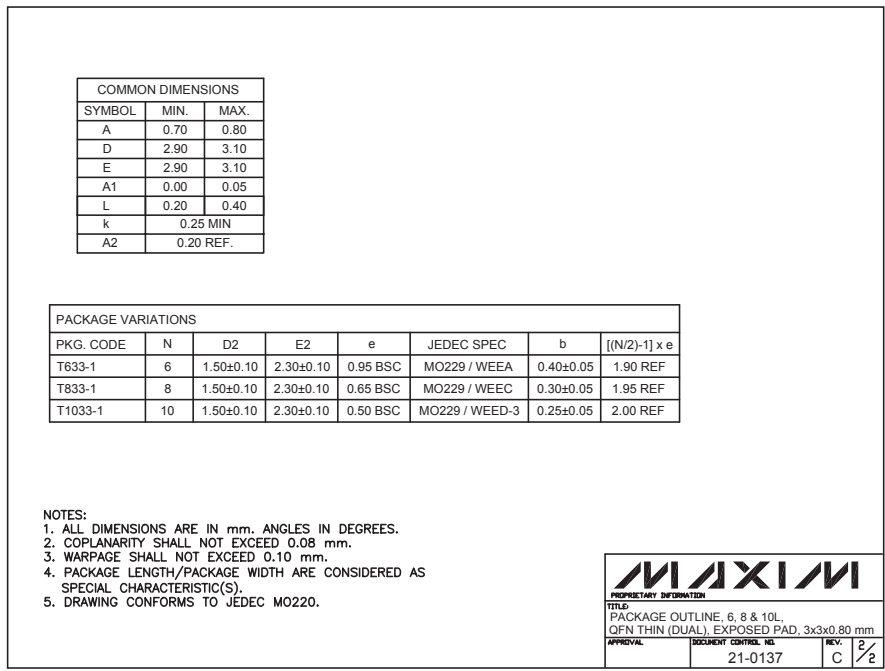 COMMON DIMENSIONS
SYMBOL MIN. MAX.
A 0.70 0.80
D 2.90 3.10
E 2.90 3.10
A1 0.00 0.05
L 0.20 0.40
k 0.25 MIN
A2 0.20 REF.
PACKAGE VARIATIONS
PKG. CODE N D2 E2 e JEDEC SPEC b [(N/2)-1] x e
T633-1 6 1.50±0.10 2.30±0.10 0.95 BSC MO229 / WEEA 0.40±0.05 1.90 REF
T833-1 8 1.50±0.10 2.30±0.10 0.65 BSC MO229 / WEEC 0.30±0.05 1.95 REF
T1033-1 10 1.50±0.10 2.30±0.10 0.50 BSC MO229 / WEED-3 0.25±0.05 2.00 REF
NOTES:
1. ALL DIMENSIONS ARE IN mm. ANGLES IN DEGREES.
2. COPLANARITY SHALL NOT EXCEED 0.08 mm.
3. WARPAGE SHALL NOT EXCEED 0.10 mm.
4. PACKAGE LENGTH/PACKAGE WIDTH ARE CONSIDERED AS
SPECIAL CHARACTERISTIC(S).
5. DRAWING CONFORMS TO JEDEC MO220.
MAXIM
PROPRIETARY INFORMATION
TITLE:
PACKAGE OUTLINE, 6, 8 & 10L,
QFN THIN (DUAL), EXPOSED PAD, 3x3x0.80 mm
APPROVAL DOCUMENT CONTROL NO. REV.
21-0137 C 2/2